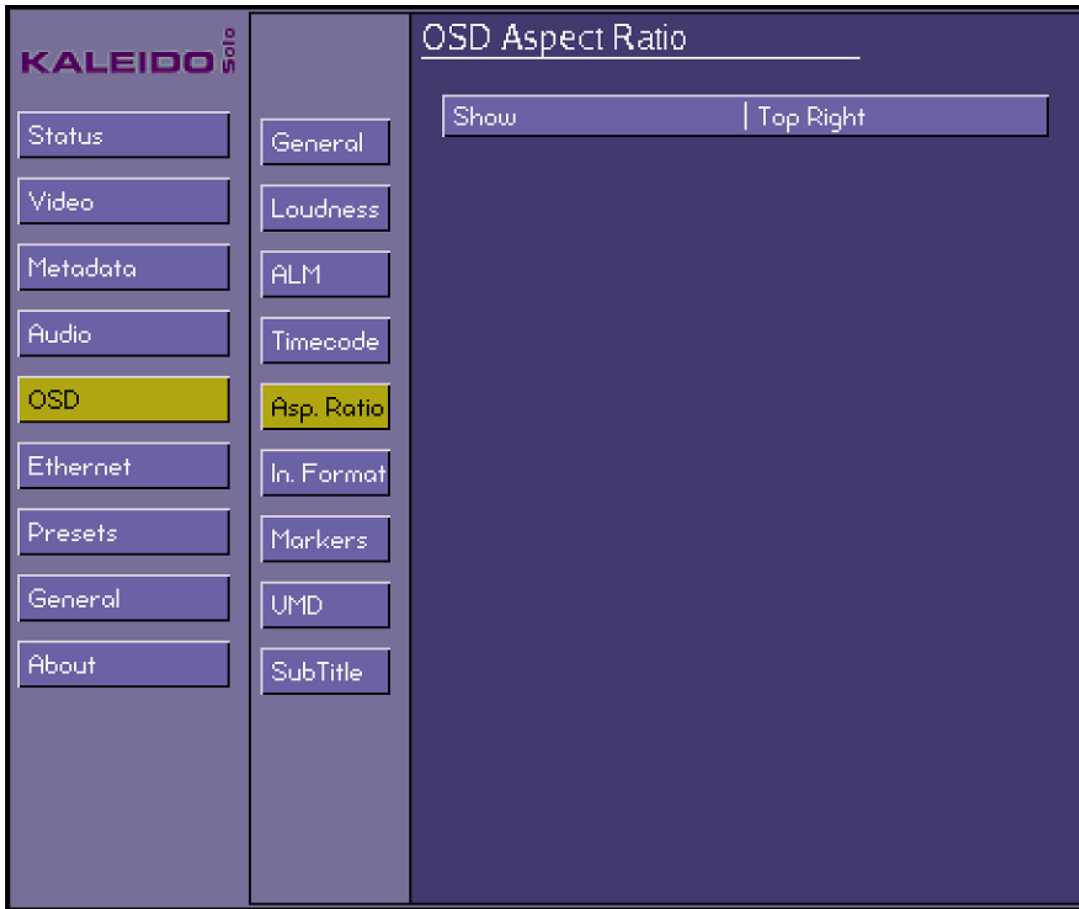 KALEIDO Solo
Status
Video
Metadata
Audio
OSD
Ethernet
Presets
General
About
General
Loudness
ALM
Timecode
Asp. Ratio
In. Format
Markers
UMD
SubTitle
OSD Aspect Ratio
Show Top Right